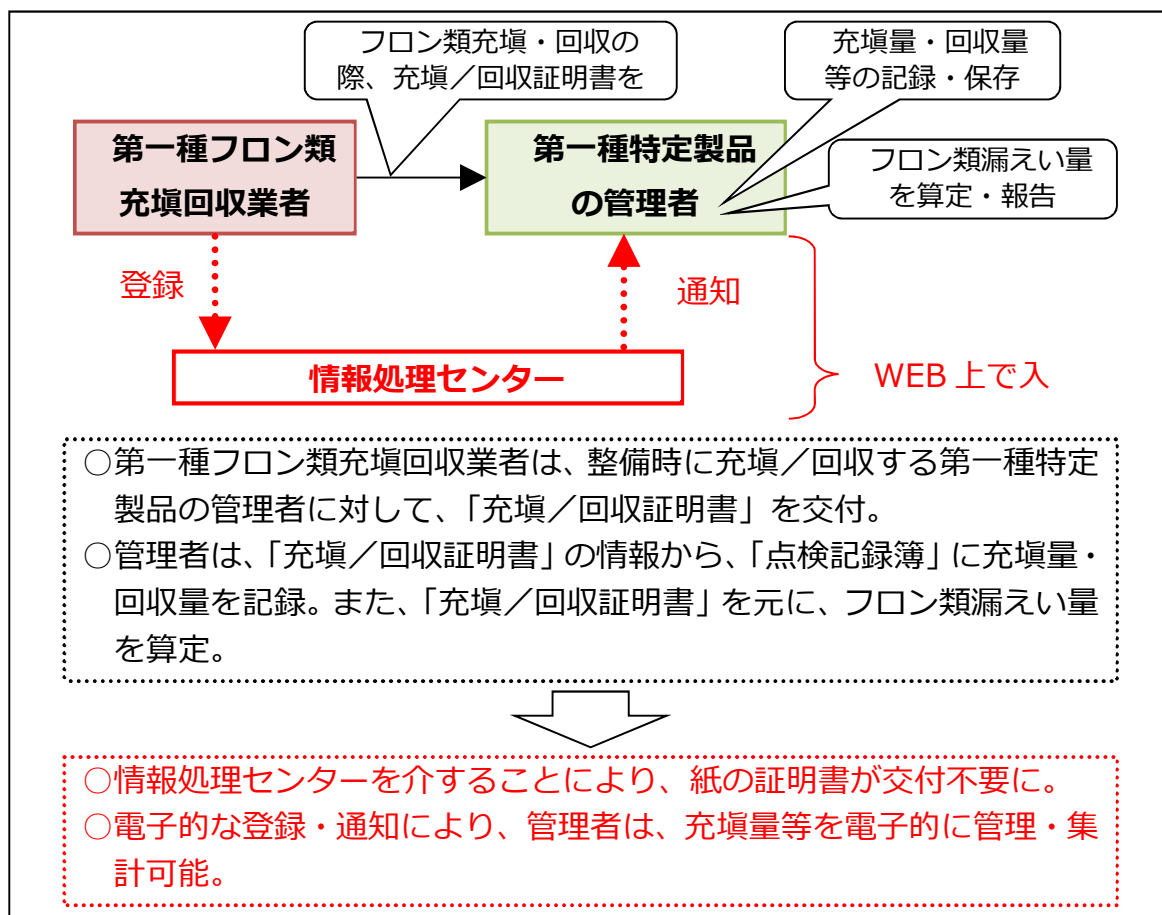 フロン類充塡・回収の
際、充塡／回収証明書を
充塡量・回収量
等の記録・保存
第一種フロン類
充塡回収業者
第一種特定製品
の管理者
フロン類漏えい量
を算定・報告
登録
通知
情報処理センター
WEB 上で入
○第一種フロン類充塡回収業者は、整備時に充塡／回収する第一種特定
製品の管理者に対して、「充塡／回収証明書」を交付。
○管理者は、「充塡／回収証明書」の情報から、「点検記録簿」に充塡量・
回収量を記録。また、「充塡／回収証明書」を元に、フロン類漏えい量
を算定。
○情報処理センターを介することにより、紙の証明書が交付不要に。
○電子的な登録・通知により、管理者は、充塡量等を電子的に管理・集
計可能。